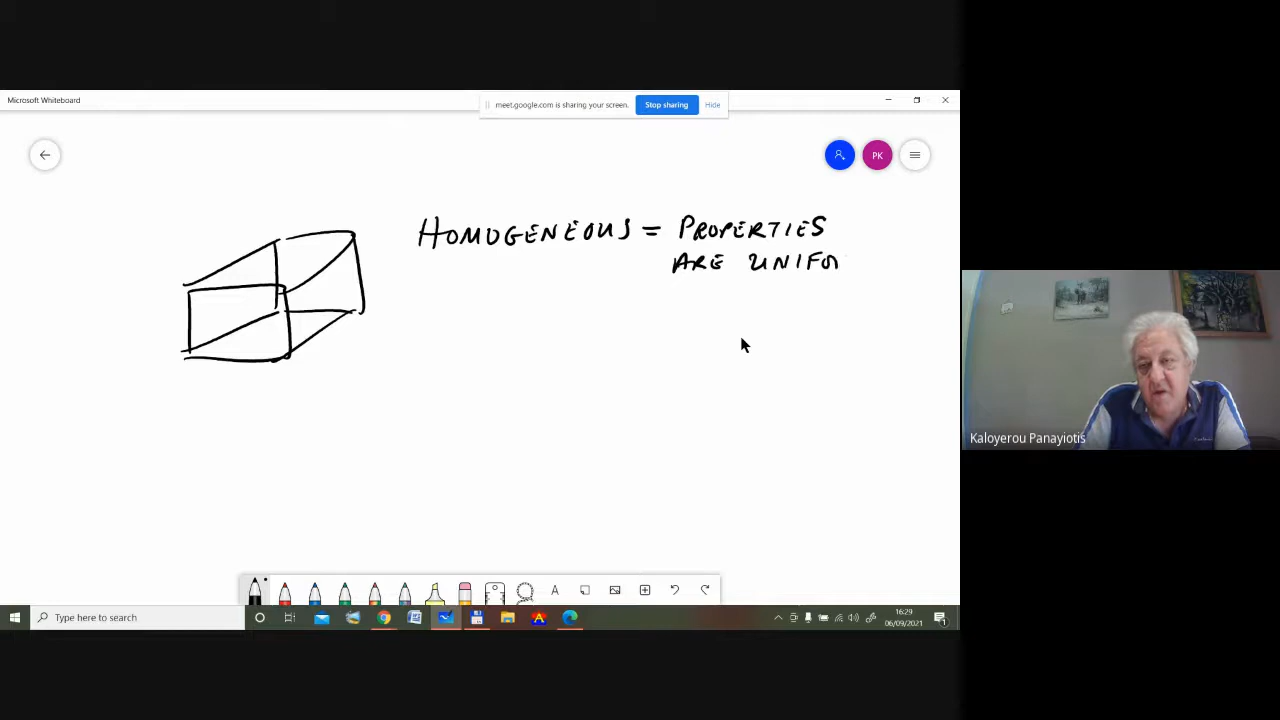 Microsoft Whiteboard
meet.google.com is sharing your screen.
Stop sharing
Hide
PK
HOMOGENEOUS = PROPERTIES
ARE UNIFO
Kaloyerou Panayiotis
A
Type here to search
16:29
06/09/2021